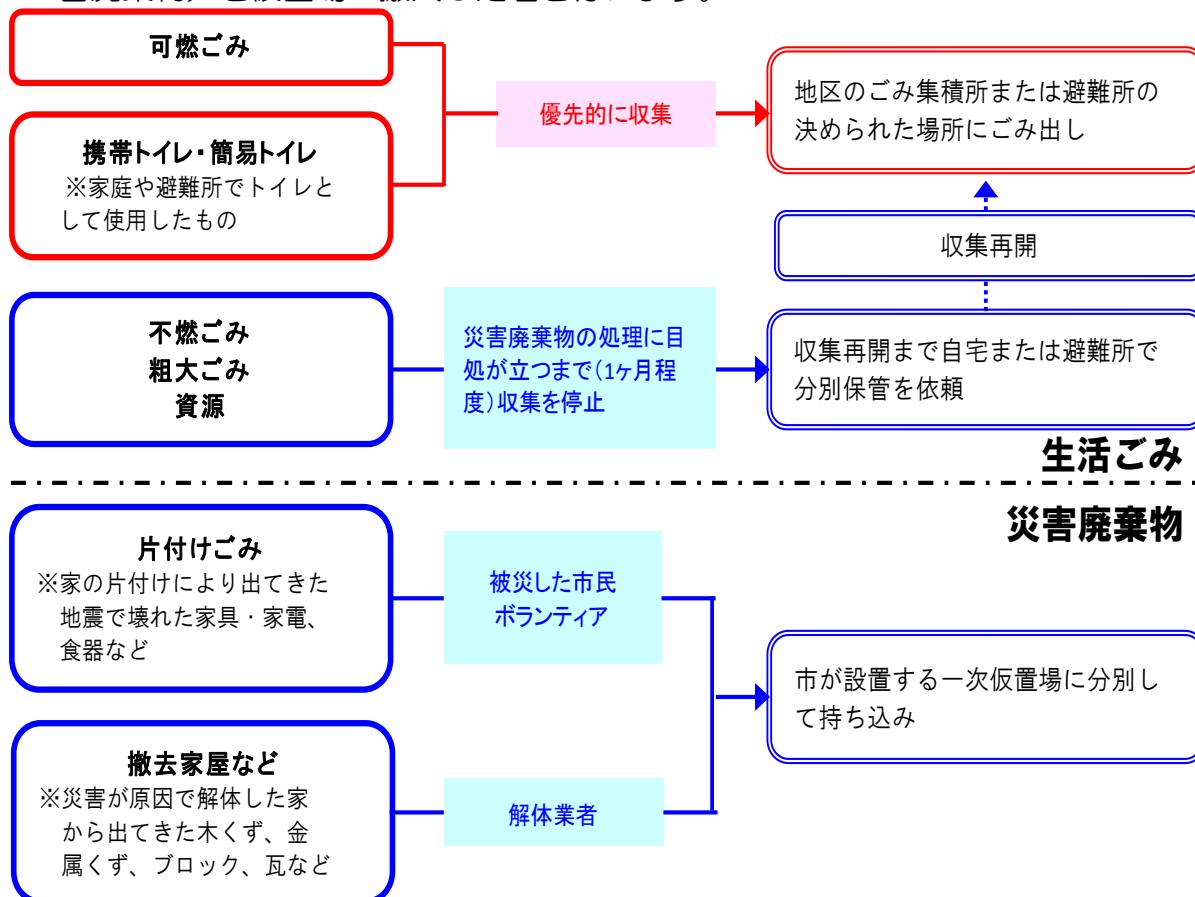 可燃ごみ
携帯トイレ・簡易トイレ
※家庭や避難所でトイレと
して使用したもの
優先的に収集
地区のごみ集積所または避難所の
決められた場所にごみ出し
収集再開
不燃ごみ
粗大ごみ
資源
災害廃棄物の処理に目
処が立つまで(1ヶ月程
度)収集を停止
収集再開まで自宅または避難所で
分別保管を依頼
生活ごみ
災害廃棄物
片付けごみ
※家の片付けにより出てきた
地震で壊れた家具・家電、
食器など
被災した市民
ボランティア
撤去家屋など
※災害が原因で解体した家
から出てきた木くず、金
属くず、ブロック、瓦など
解体業者
市が設置する一次仮置場に分別し
て持ち込み